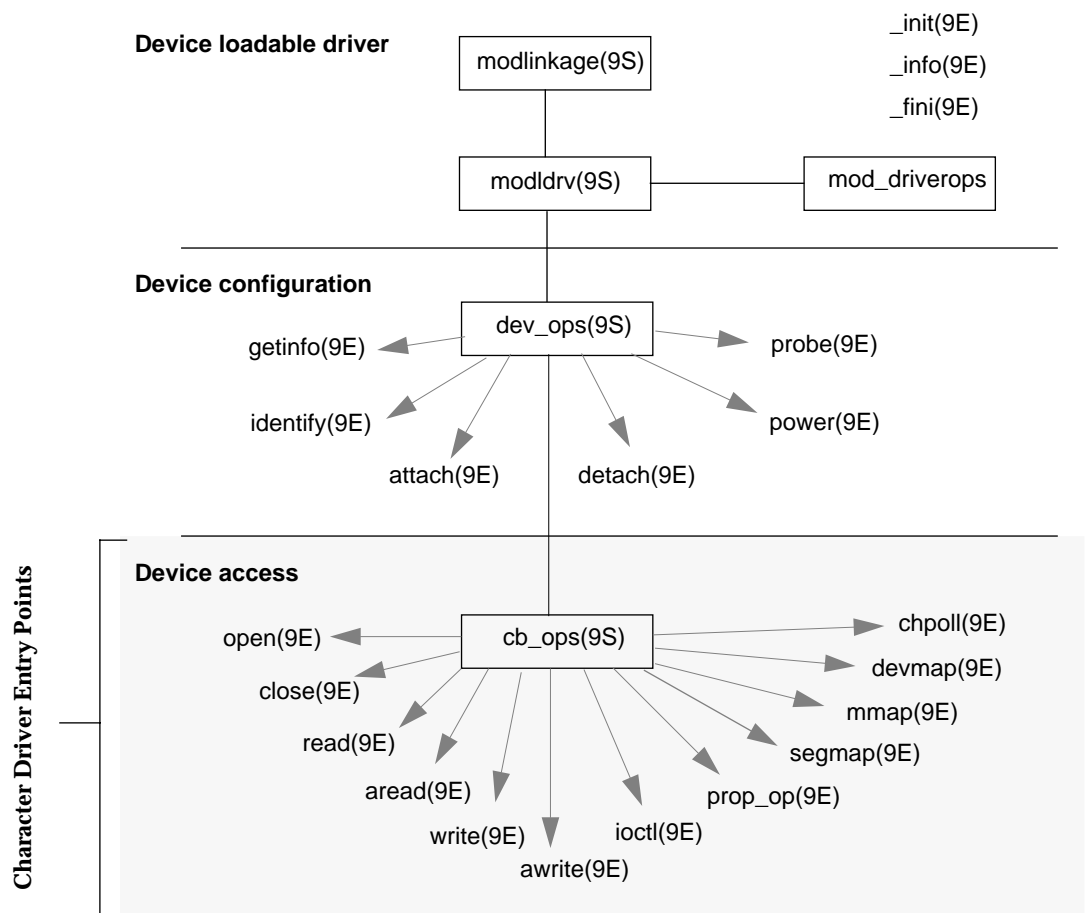 Device loadable driver
modlinkage(9S)
_init(9E)
_info(9E)
_fini(9E)
modldrv(9S)
mod_driverops
Device configuration
dev_ops(9S)
getinfo(9E)
probe(9E)
identify(9E)
power(9E)
attach(9E)
detach(9E)
Character Driver Entry Points
Device access
cb_ops(9S)
open(9E)
chpoll(9E)
close(9E)
devmap(9E)
read(9E)
mmap(9E)
aread(9E)
segmap(9E)
write(9E)
prop_op(9E)
awrite(9E)
ioctl(9E)